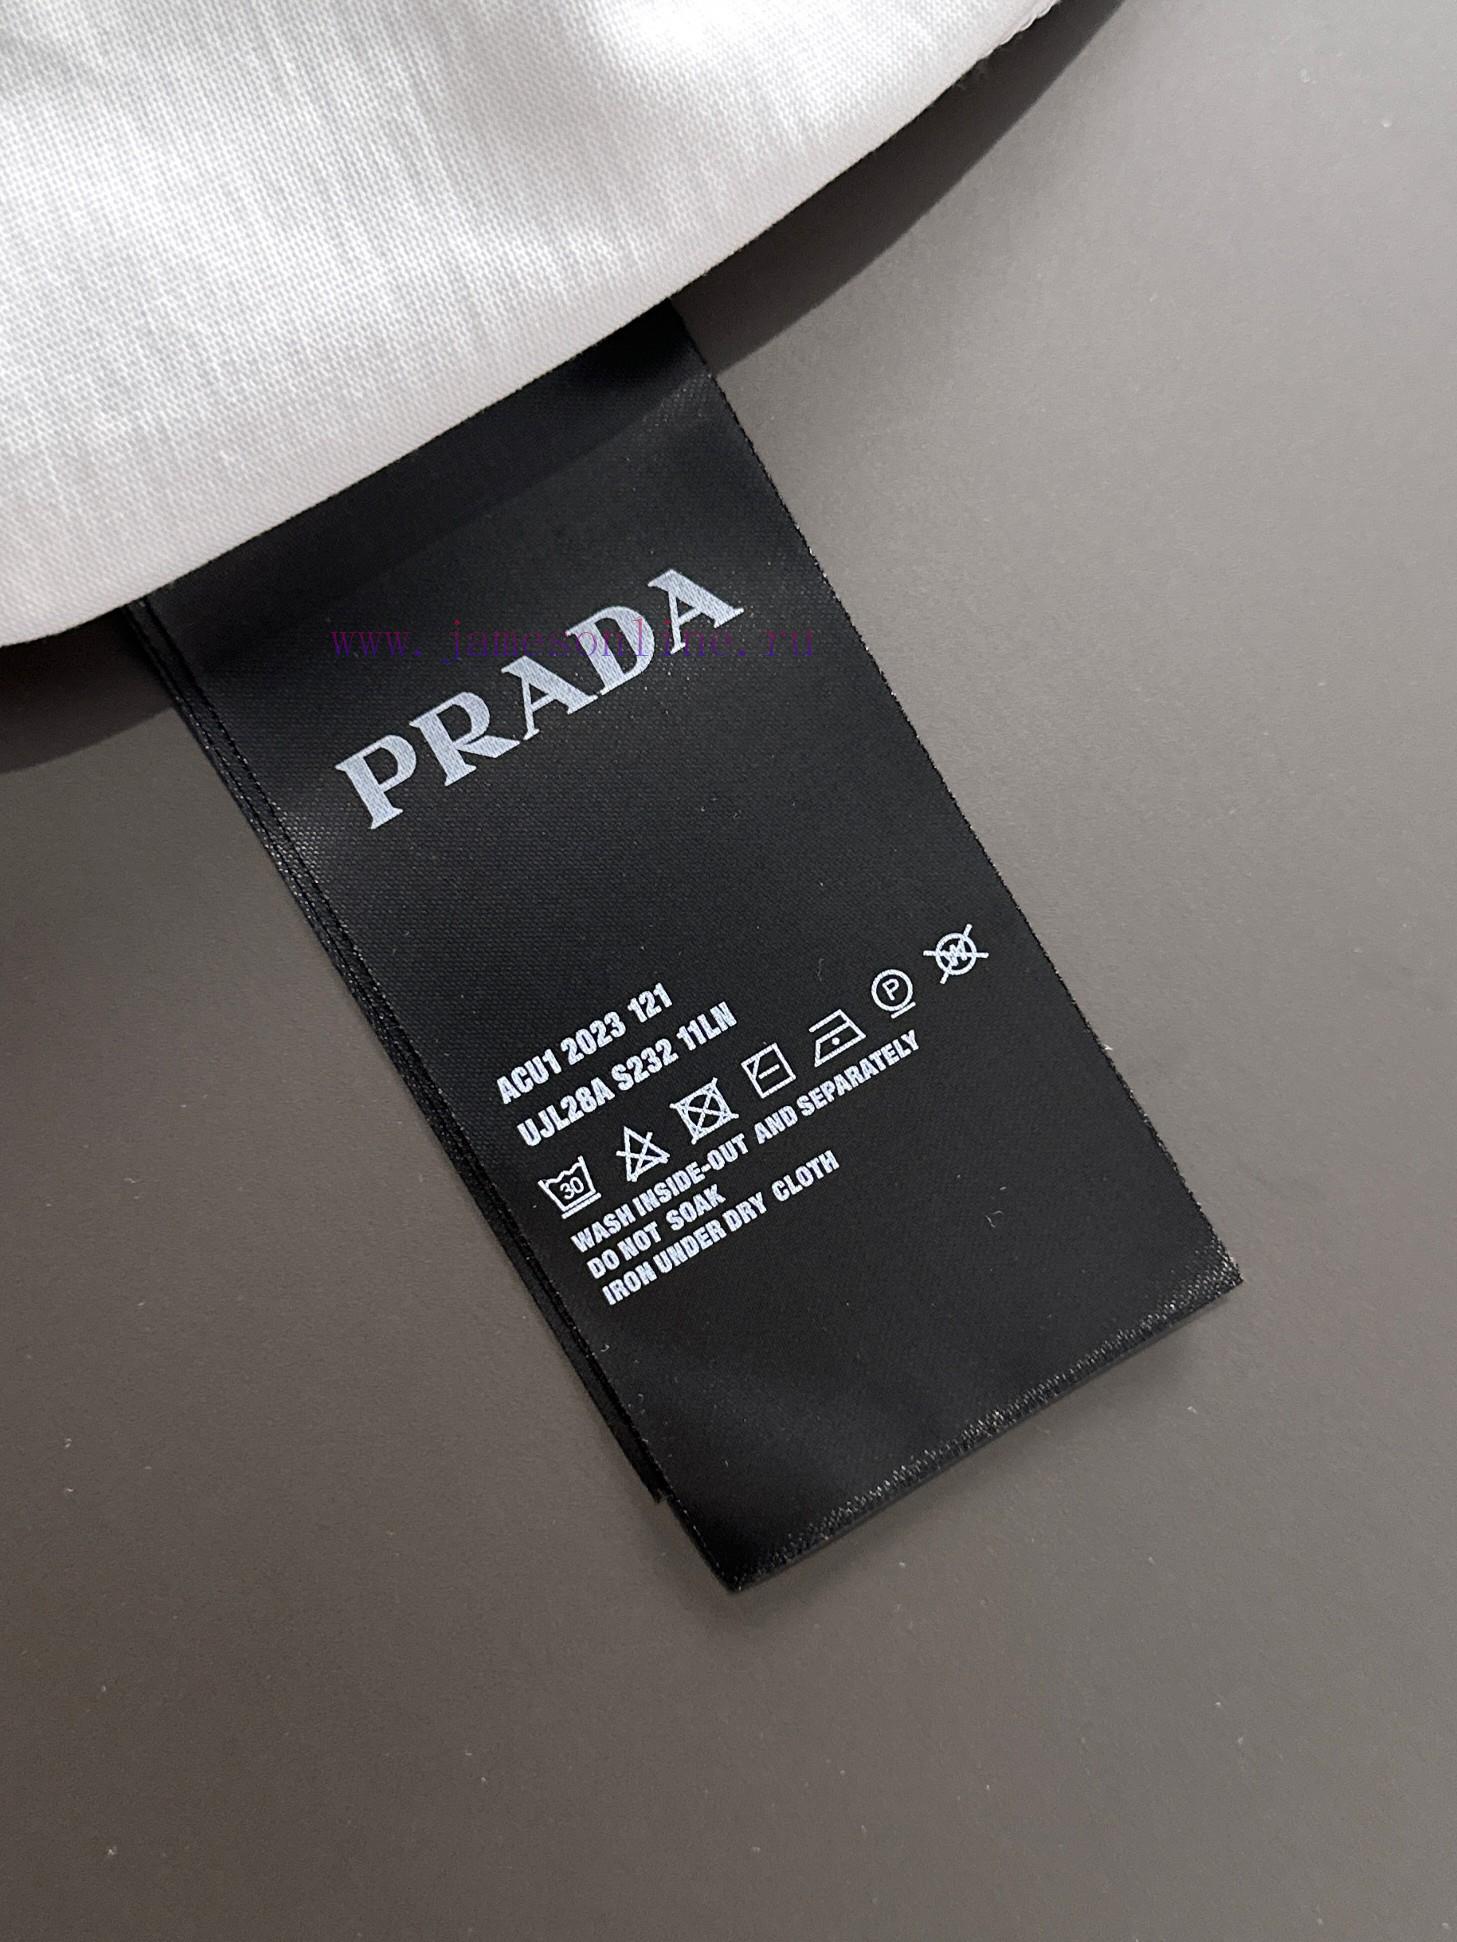 www.jamesonline.ru
PRADA
ACU1 2023 121
UJL28A S232 11LN
30
P
W
WASH INSIDE-OUT AND SEPARATELY
DO NOT SOAK
IRON UNDER DRY CLOTH